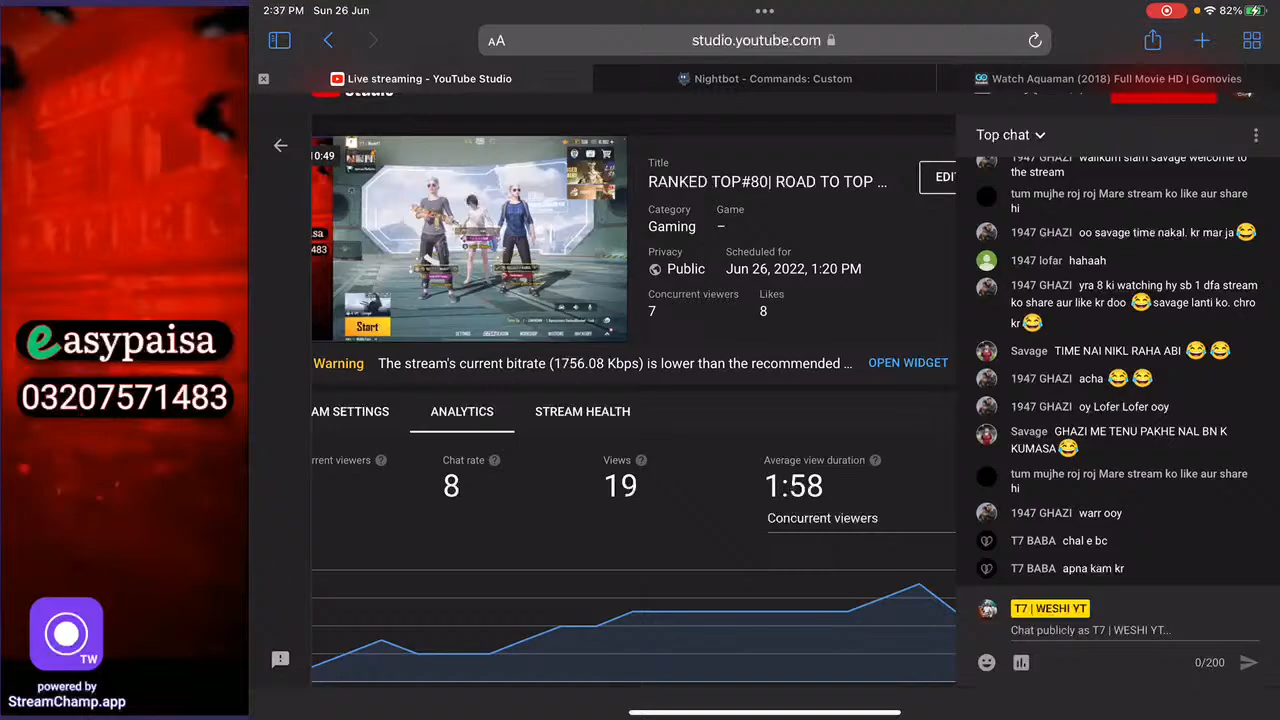 2:37 PM Sun 26 Jun
82%
AA
studio.youtube.com
Live streaming - YouTube Studio
Nightbot - Commands: Custom
Watch Aquaman (2018) Full Movie HD | Gomovies
easypaisa
03207571483
TW
powered by
StreamChamp.app
10:49
Start
Title
RANKED TOP#80| ROAD TO TOP ...
EDI
Category
Game
Gaming
–
Privacy
Scheduled for
Public
Jun 26, 2022, 1:20 PM
Concurrent viewers
Likes
7
8
Warning
The stream's current bitrate (1756.08 Kbps) is lower than the recommended ...
OPEN WIDGET
AM SETTINGS
ANALYTICS
STREAM HEALTH
rrent viewers
Chat rate
8
Views
19
Average view duration
1:58
Concurrent viewers
Top chat
1947 GHAZI walikum slam savage welcome to
the stream
tum mujhe roj roj Mare stream ko like aur share
hi
1947 GHAZI oo savage time nakal. kr mar ja 😂
1947 lofar hahaah
1947 GHAZI yra 8 ki watching hy sb 1 dfa stream
ko share aur like kr doo 😂 savage lanti ko. chro
kr 😂
Savage TIME NAI NIKL RAHA ABI 😂 😂
1947 GHAZI acha 😂 😂
1947 GHAZI oy Lofer Lofer ooy
Savage GHAZI ME TENU PAKHE NAL BN K
KUMASA 😂
tum mujhe roj roj Mare stream ko like aur share
hi
1947 GHAZI warr ooy
T7 BABA chal e bc
T7 BABA apna kam kr
T7 | WESHI YT
Chat publicly as T7 | WESHI YT...
0/200